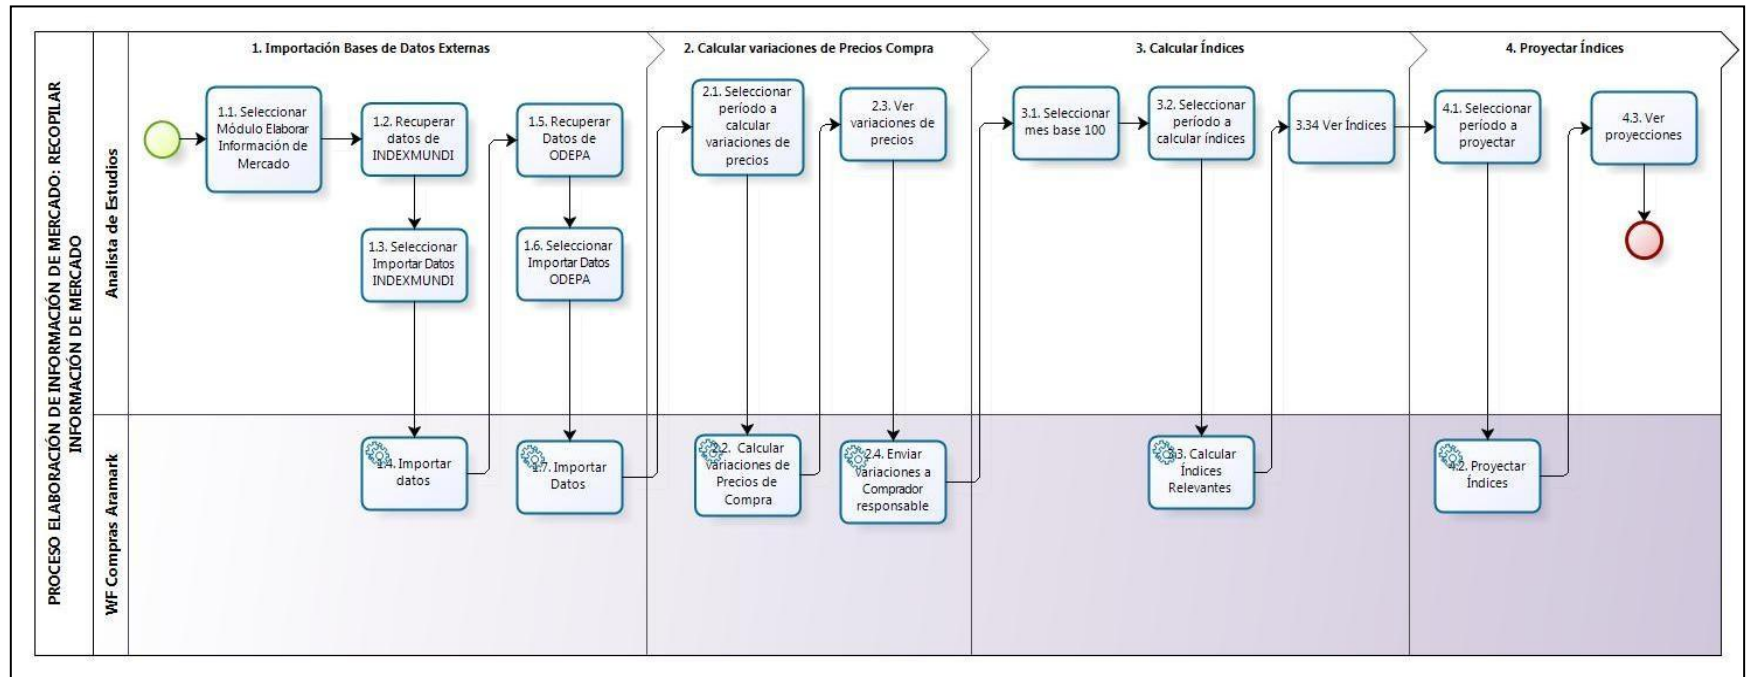 PROCESO ELABORACIÓN DE INFORMACIÓN DE MERCADO: RECOPILAR
INFORMACIÓN DE MERCADO
Analista de Estudios
WF Compras Aramark
1. Importación Bases de Datos Externas
1.1. Seleccionar
Módulo Elaborar
Información de
Mercado
1.2. Recuperar
datos de
INDEXMUNDI
1.3. Seleccionar
Importar Datos
INDEXMUNDI
1.4. Importar
datos
1.5. Recuperar
Datos de
ODEPA
1.6. Seleccionar
Importar Datos
ODEPA
1.7. Importar
Datos
2. Calcular variaciones de Precios Compra
2.1. Seleccionar
período a
calcular
variaciones de
precios
2.2. Calcular
variaciones de
Precios de
Compra
2.3. Ver
variaciones de
precios
2.4. Enviar
variaciones a
Comprador
responsable
3. Calcular Índices
3.1. Seleccionar
mes base 100
3.2. Seleccionar
período a
calcular índices
3.3. Calcular
Índices
Relevantes
3.34 Ver Índices
4. Proyectar Índices
4.1. Seleccionar
período a
proyectar
4.2. Proyectar
Índices
4.3. Ver
proyecciones